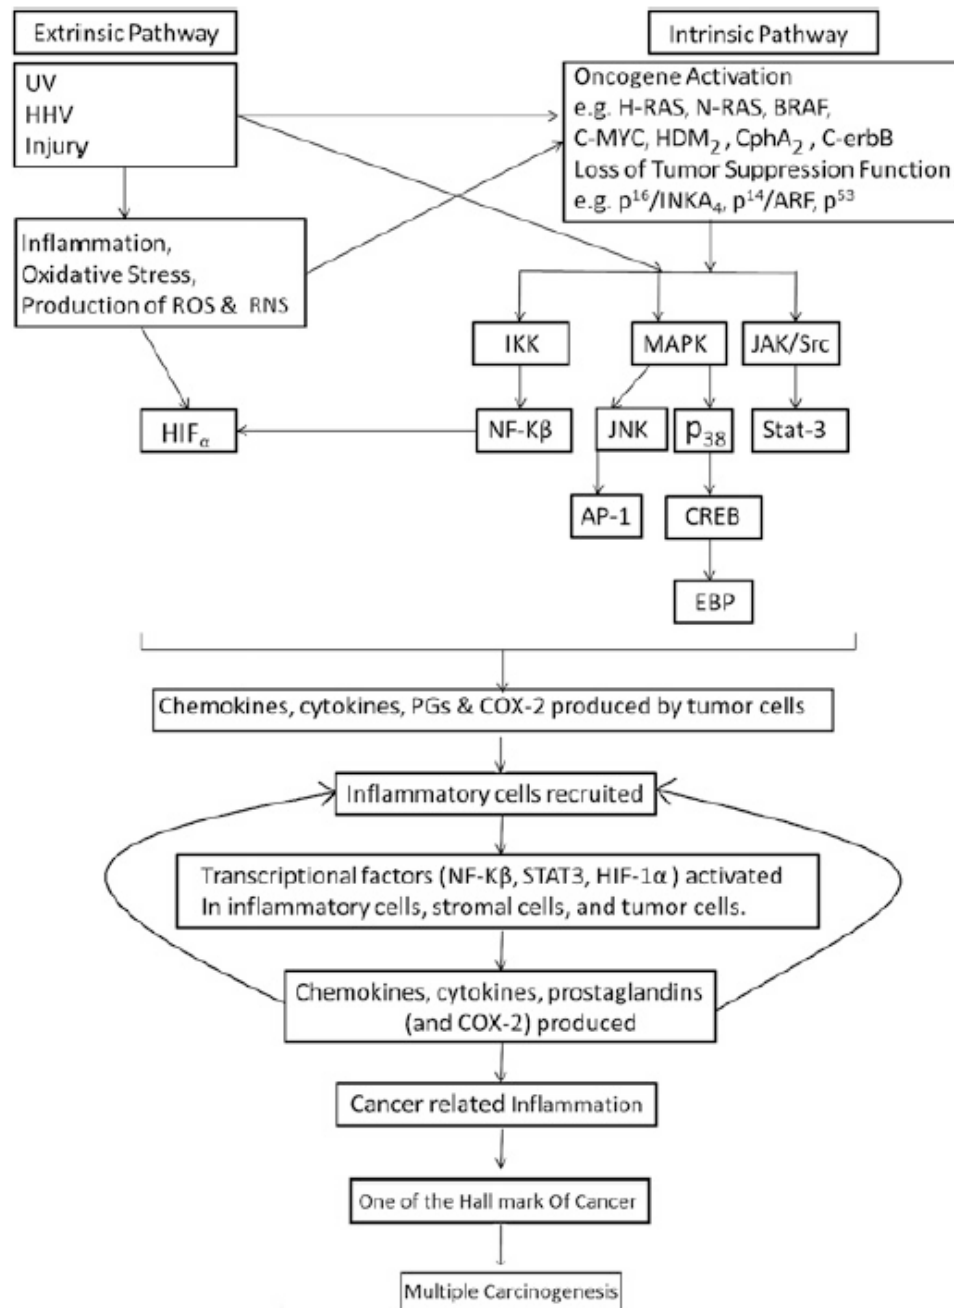 Extrinsic Pathway
Intrinsic Pathway
UV
HHV
Injury
Oncogene Activation
e.g. H-RAS, N-RAS, BRAF,
C-MYC, HDM₂, CphA₂ , C-erbB
Loss of Tumor Suppression Function
e.g. p¹⁶/INKA₄, p¹⁴/ARF, p⁵³
Inflammation,
Oxidative Stress,
Production of ROS & RNS
IKK
MAPK
JAK/Src
HIFα
NF-Kβ
JNK
p₃₈
Stat-3
AP-1
CREB
EBP
Chemokines, cytokines, PGs & COX-2 produced by tumor cells
Inflammatory cells recruited
Transcriptional factors (NF-Kβ, STAT3, HIF-1α) activated
In inflammatory cells, stromal cells, and tumor cells.
Chemokines, cytokines, prostaglandins
(and COX-2) produced
Cancer related Inflammation
One of the Hall mark Of Cancer
Multiple Carcinogenesis